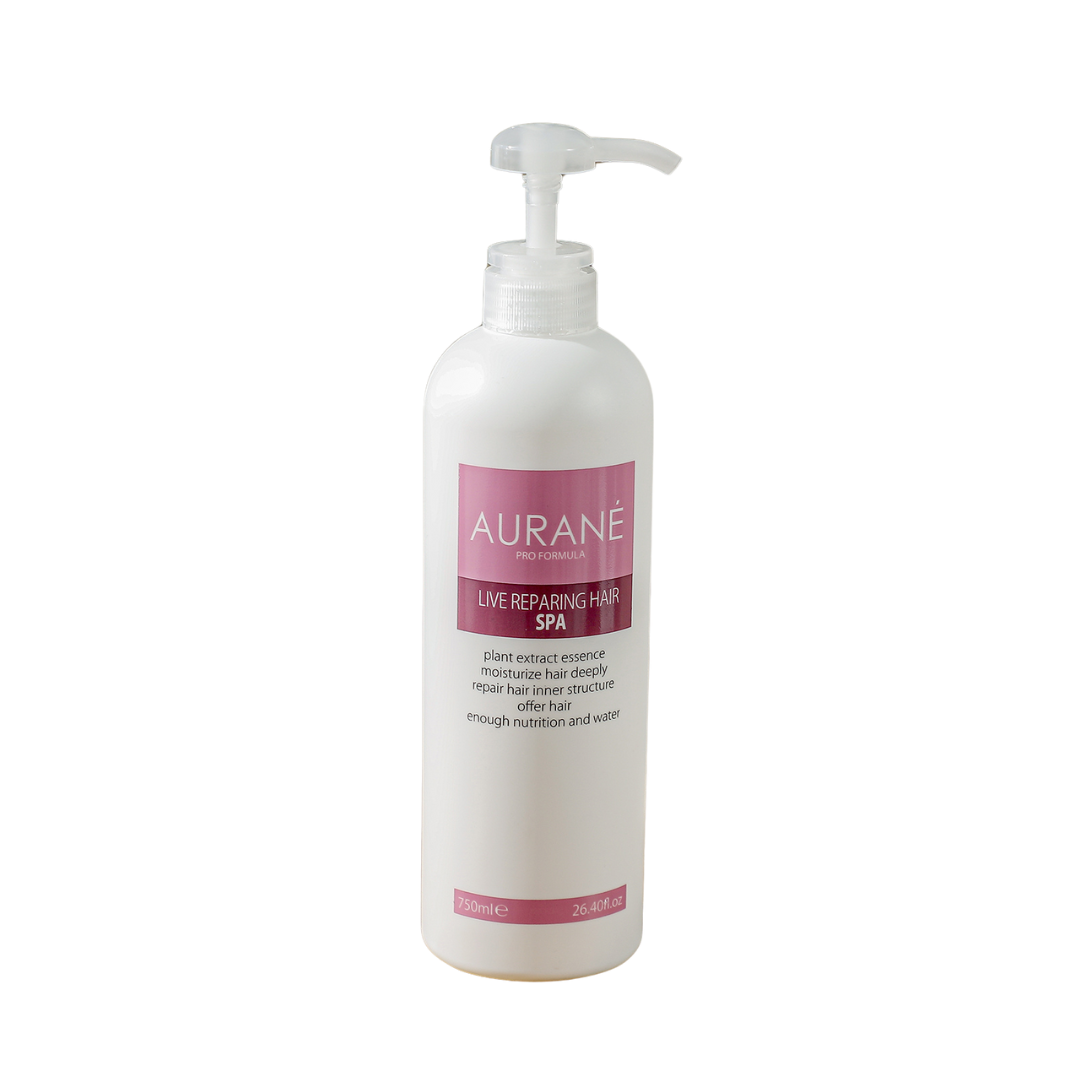 AURANÉ
PRO FORMULA
LIVE REPARING HAIR
SPA
plant extract essence
moisturize hair deeply
repair hair inner structure
offer hair
enough nutrition and water
750ml℮ 26.40fl.oz